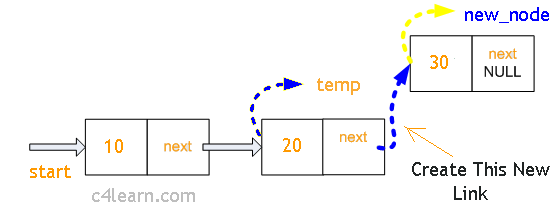 new_node
30
next
NULL
temp
10
next
20
next
start
Create This New
Link
c4learn.com